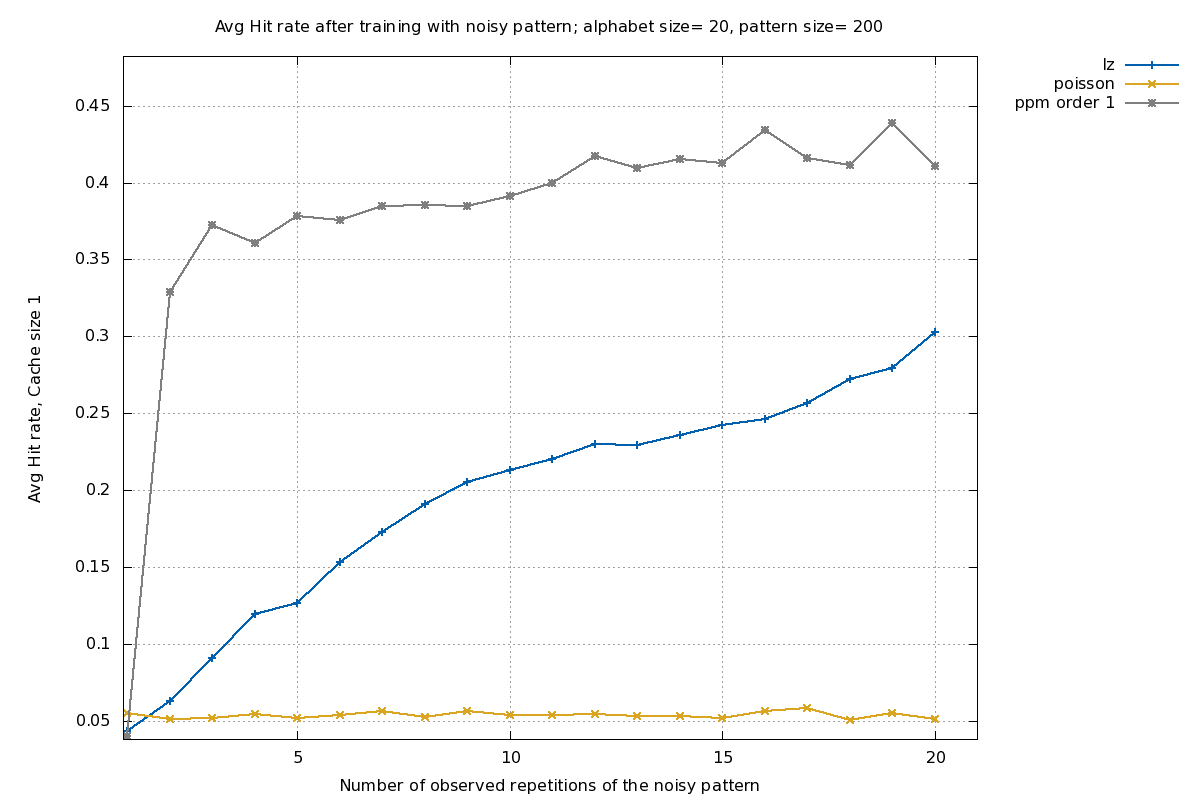 Avg Hit rate after training with noisy pattern; alphabet size= 20, pattern size= 200
lz
poisson
ppm order 1
0.45
0.4
0.35
0.3
0.25
0.2
0.15
0.1
0.05
Avg Hit rate, Cache size 1
5 10 15 20
Number of observed repetitions of the noisy pattern